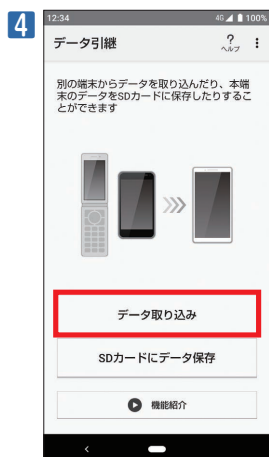 4
12:34 4G 100%
データ引継 ? ヘルプ
別の端末からデータを取り込んだり、本端
末のデータをSDカードに保存したりするこ
とができます
データ取り込み
SDカードにデータ保存
機能紹介